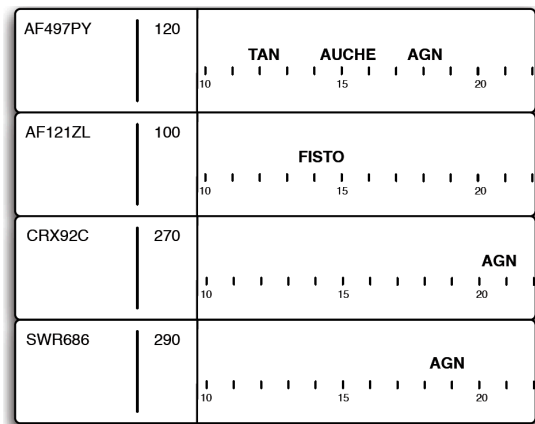 AF497PY 120
TAN AUCHE AGN
10 15 20
AF121ZL 100
FISTO
10 15 20
CRX92C 270
AGN
10 15 20
SWR686 290
AGN
10 15 20